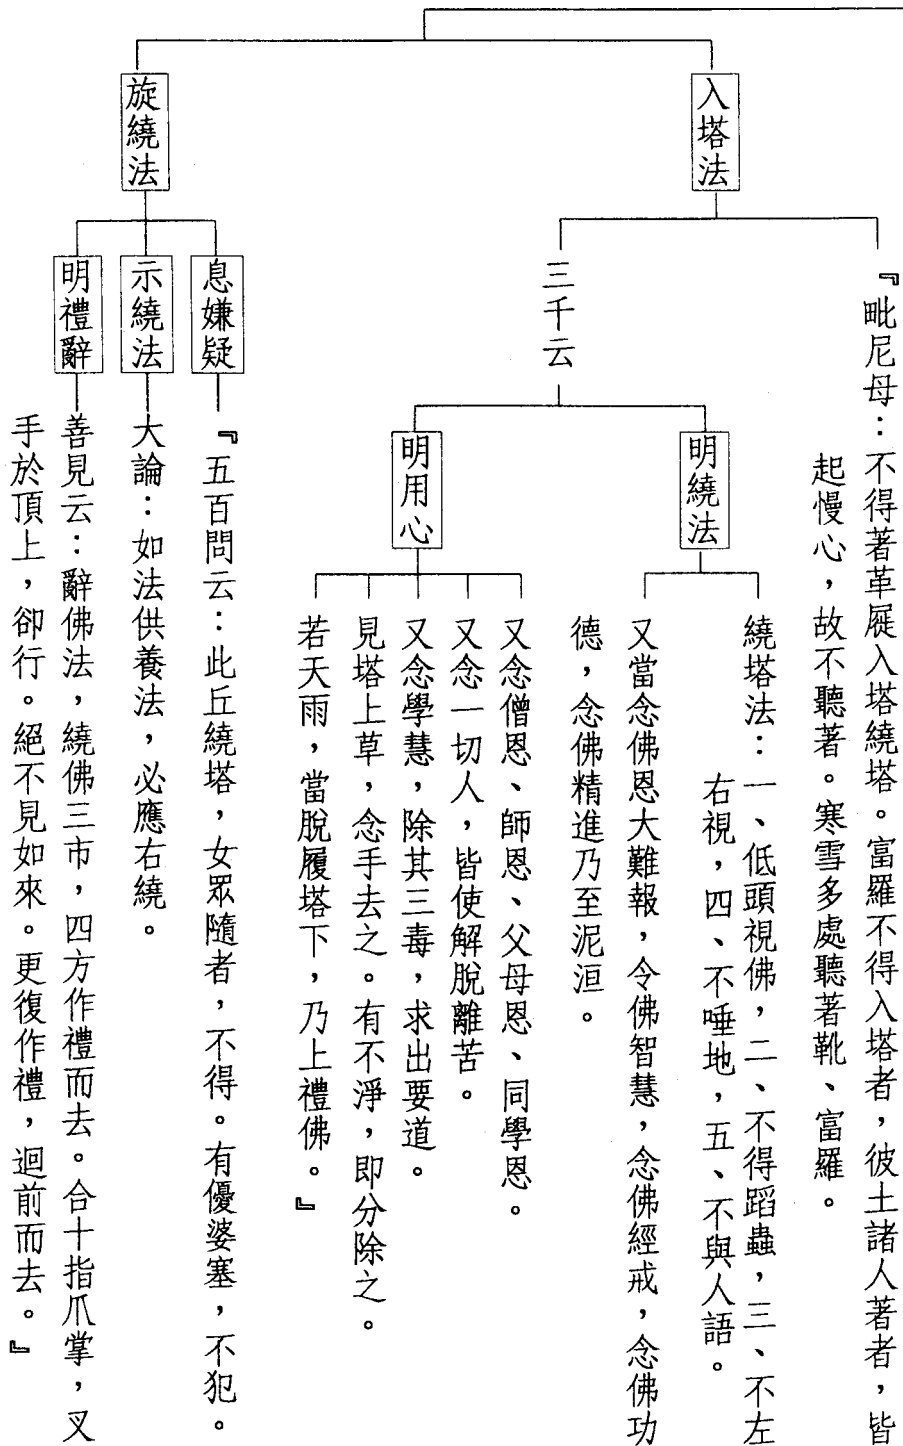 入塔法
『毗尼母：不得著革屣入塔繞塔。富羅不得入塔者，彼土諸人著者，皆
起慢心，故不聽著。寒雪多處聽著靴、富羅。
三千云
明繞法
繞塔法：一、低頭視佛，二、不得蹈蟲，三、不左
右視，四、不唾地，五、不與人語。
又當念佛恩大難報，令佛智慧，念佛經戒，念佛功
德，念佛精進乃至泥洹。
明用心
又念僧恩、師恩、父母恩、同學恩。
又念一切人，皆使解脫離苦。
又念學慧，除其三毒，求出要道。
見塔上草，念手去之。有不淨，即分除之。
若天雨，當脫履塔下，乃上禮佛。』
旋繞法
息嫌疑
『五百問云：此丘繞塔，女眾隨者，不得。有優婆塞，不犯。
示繞法
大論：如法供養法，必應右繞。
明禮辭
善見云：辭佛法，繞佛三市，四方作禮而去。合十指爪掌，叉
手於頂上，卻行。絕不見如來。更復作禮，迴前而去。』